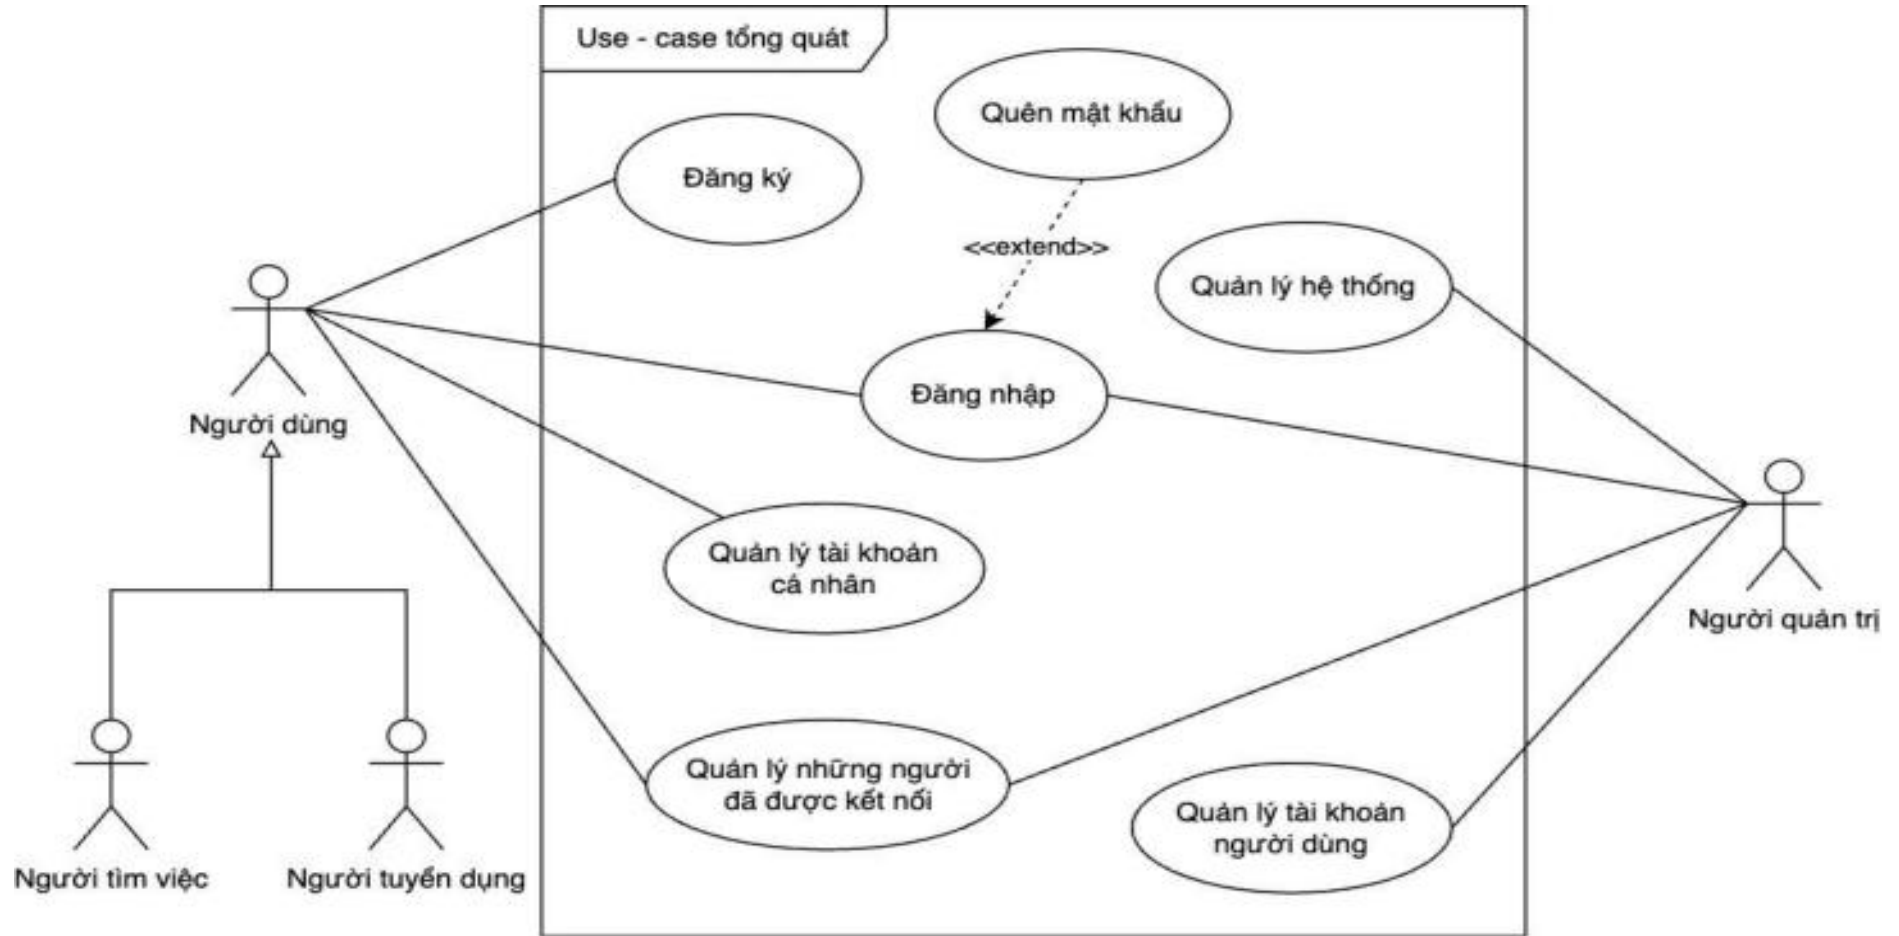 Use - case tổng quát
Quên mật khẩu
Đăng ký
<<extend>>
Quản lý hệ thống
Đăng nhập
Người dùng
Quản lý tài khoản
cá nhân
Người quản trị
Quản lý những người
đã được kết nối
Quản lý tài khoản
người dùng
Người tìm việc
Người tuyển dụng